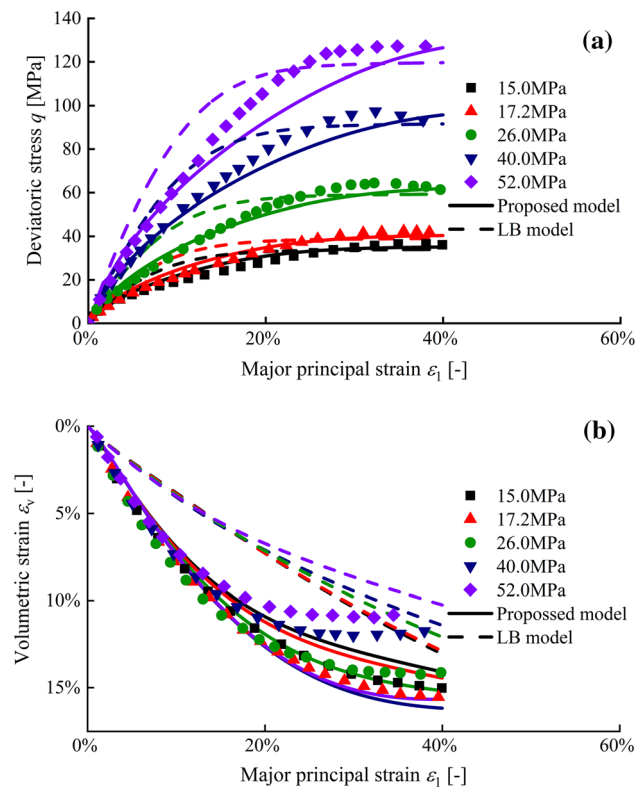 140
120
100
80
60
40
20
0
Deviatoric stress q [MPa]
(a)
15.0MPa
17.2MPa
26.0MPa
40.0MPa
52.0MPa
Proposed model
LB model
0% 20% 40% 60%
Major principal strain ε1 [-]
(b)
0%
5%
10%
15%
Volumetric strain εv [-]
15.0MPa
17.2MPa
26.0MPa
40.0MPa
52.0MPa
Propossed model
LB model
0% 20% 40% 60%
Major principal strain ε1 [-]